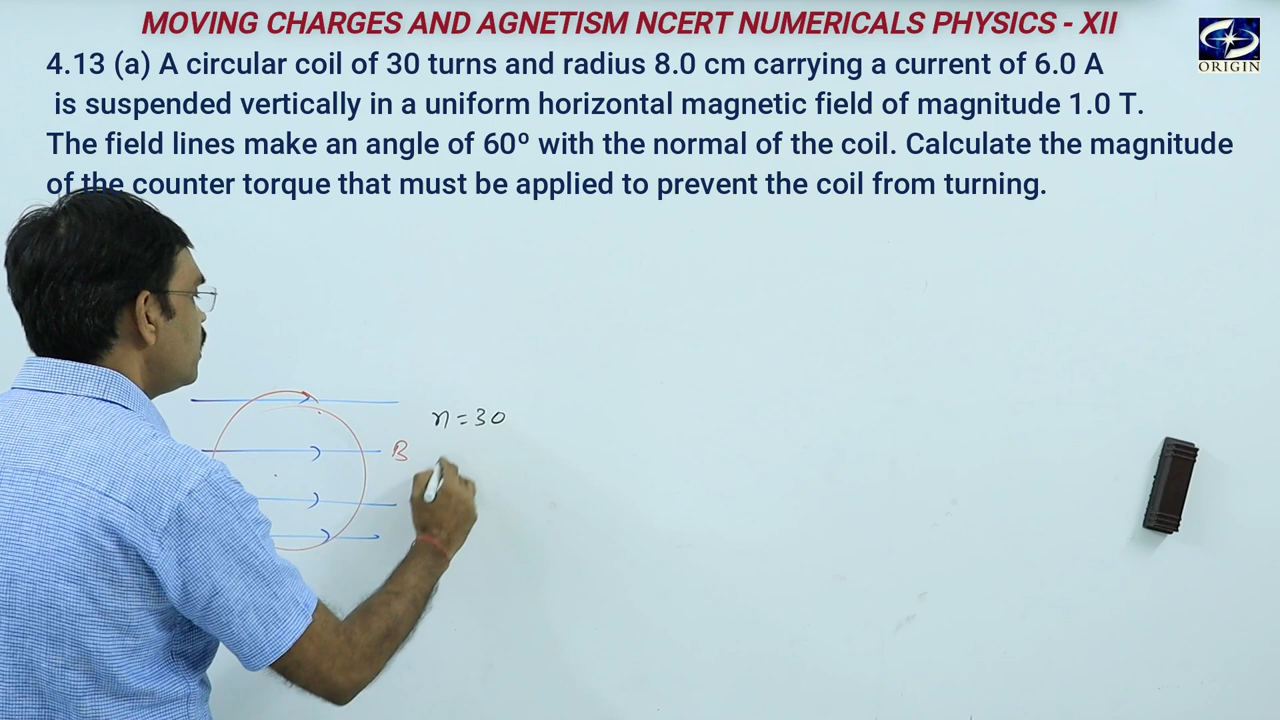 MOVING CHARGES AND AGNETISM NCERT NUMERICALS PHYSICS - XII
ORIGIN
4.13 (a) A circular coil of 30 turns and radius 8.0 cm carrying a current of 6.0 A
is suspended vertically in a uniform horizontal magnetic field of magnitude 1.0 T.
The field lines make an angle of 60º with the normal of the coil. Calculate the magnitude
of the counter torque that must be applied to prevent the coil from turning.
n = 30
B